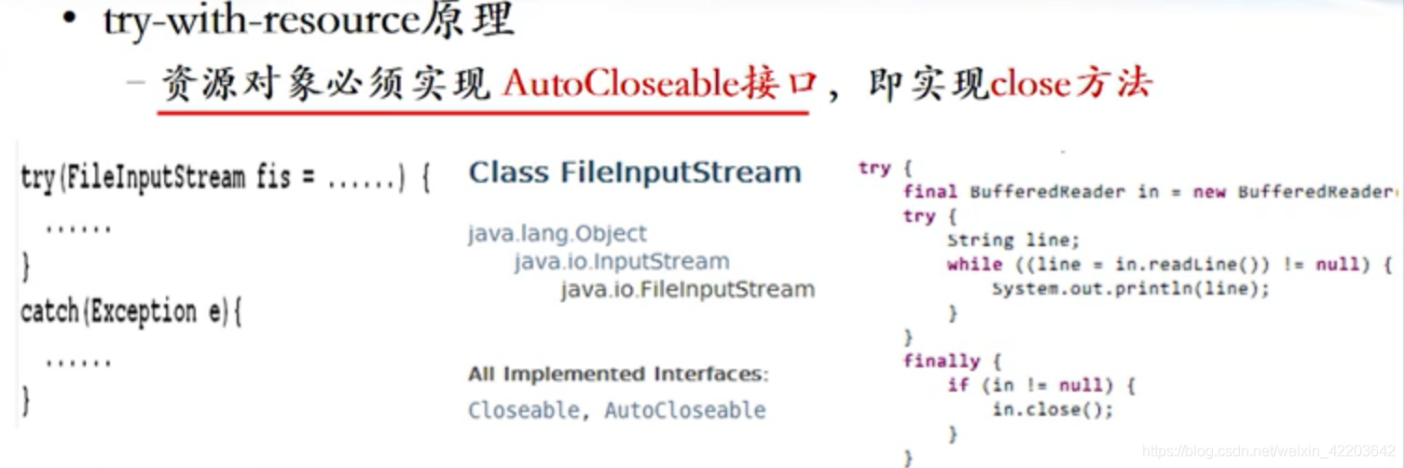 • try-with-resource原理
– 资源对象必须实现 AutoCloseable接口，即实现close方法
try(FileInputStream fis = ......) {
......
}
catch(Exception e){
......
}
Class FileInputStream
java.lang.Object
java.io.InputStream
java.io.FileInputStream
All Implemented Interfaces:
Closeable, AutoCloseable
try {
final BufferedReader in = new BufferedReader(
try {
String line;
while ((line = in.readLine()) != null) {
System.out.println(line);
}
}
finally {
if (in != null) {
in.close();
}
}
https://blog.csdn.net/weixin_42203642